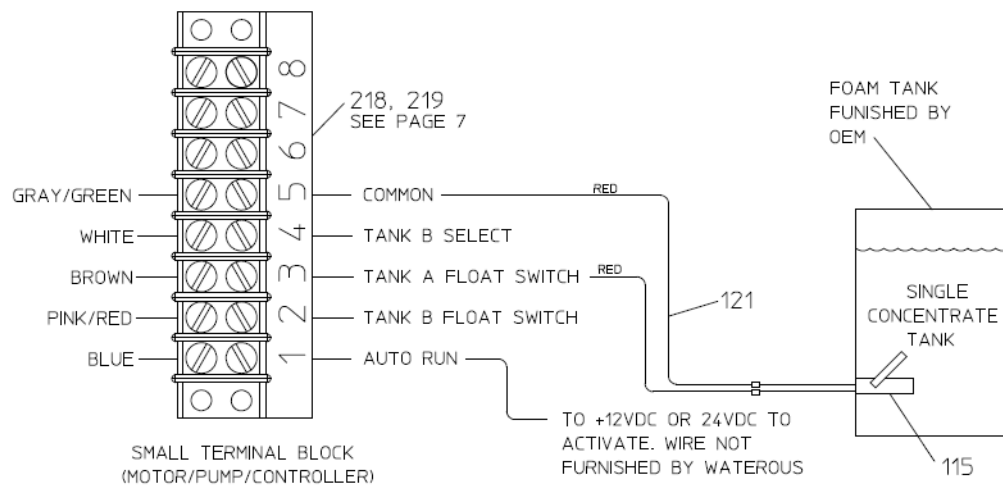 8
7
6
5
4
3
2
1
218, 219
SEE PAGE 7
GRAY/GREEN
COMMON
RED
WHITE
TANK B SELECT
BROWN
TANK A FLOAT SWITCH
RED
PINK/RED
TANK B FLOAT SWITCH
BLUE
AUTO RUN
121
TO +12VDC OR 24VDC TO
ACTIVATE. WIRE NOT
FURNISHED BY WATEROUS
SMALL TERMINAL BLOCK
(MOTOR/PUMP/CONTROLLER)
FOAM TANK
FUNISHED BY
OEM
SINGLE
CONCENTRATE
TANK
115